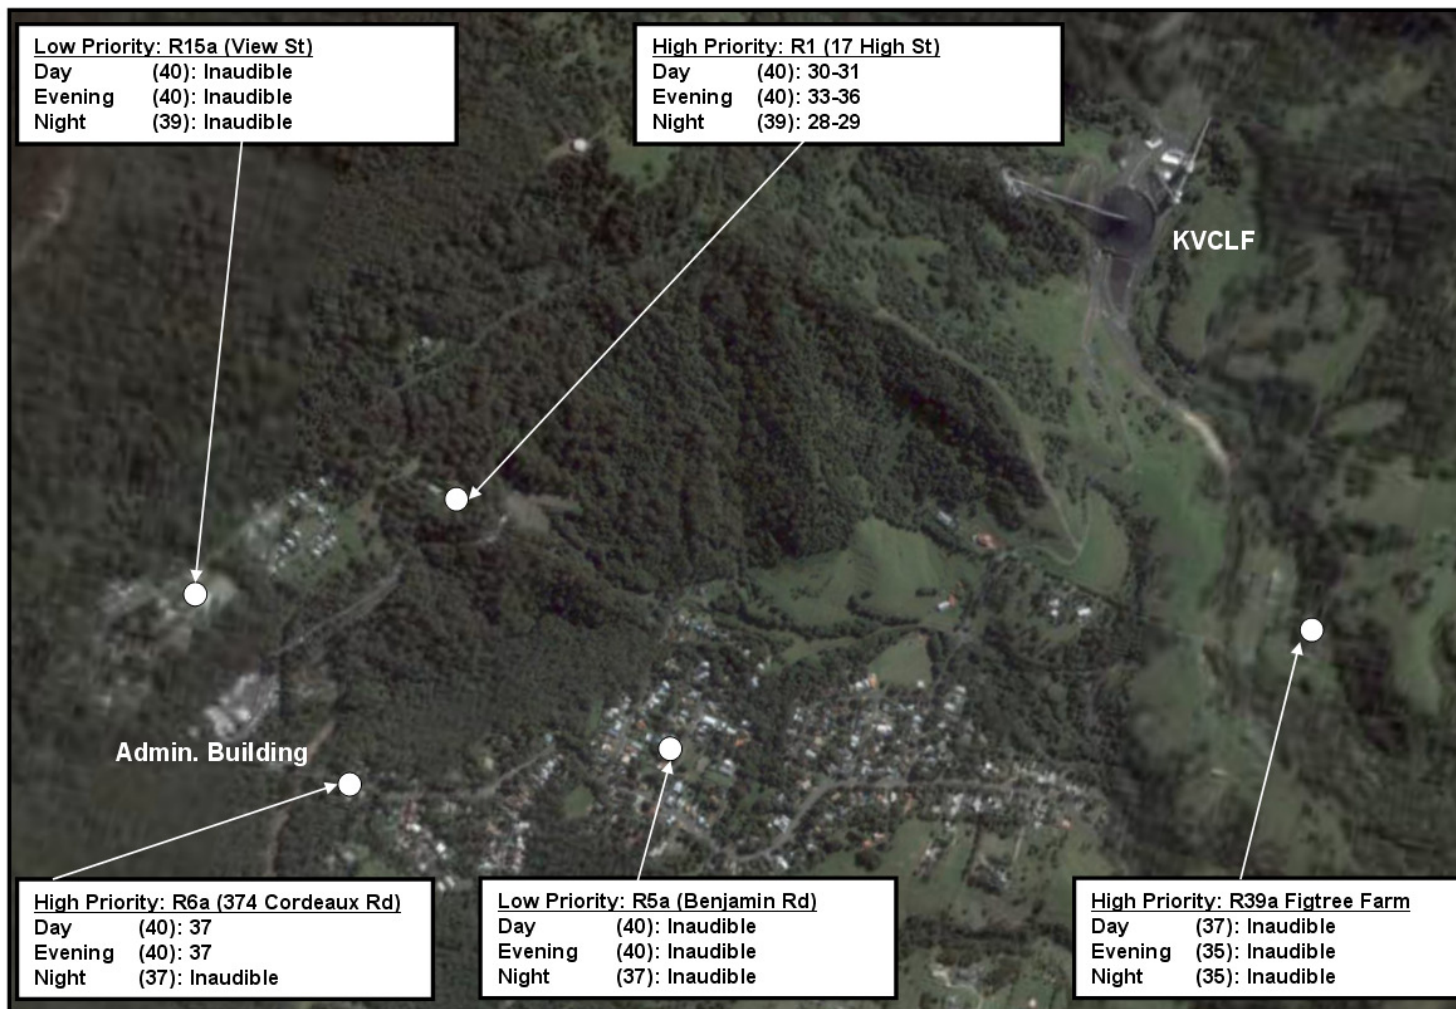 Low Priority: R15a (View St)
Day (40): Inaudible
Evening (40): Inaudible
Night (39): Inaudible
High Priority: R1 (17 High St)
Day (40): 30-31
Evening (40): 33-36
Night (39): 28-29
KVCLF
Admin. Building
High Priority: R6a (374 Cordeaux Rd)
Day (40): 37
Evening (40): 37
Night (37): Inaudible
Low Priority: R5a (Benjamin Rd)
Day (40): Inaudible
Evening (40): Inaudible
Night (37): Inaudible
High Priority: R39a Figtree Farm
Day (37): Inaudible
Evening (35): Inaudible
Night (35): Inaudible